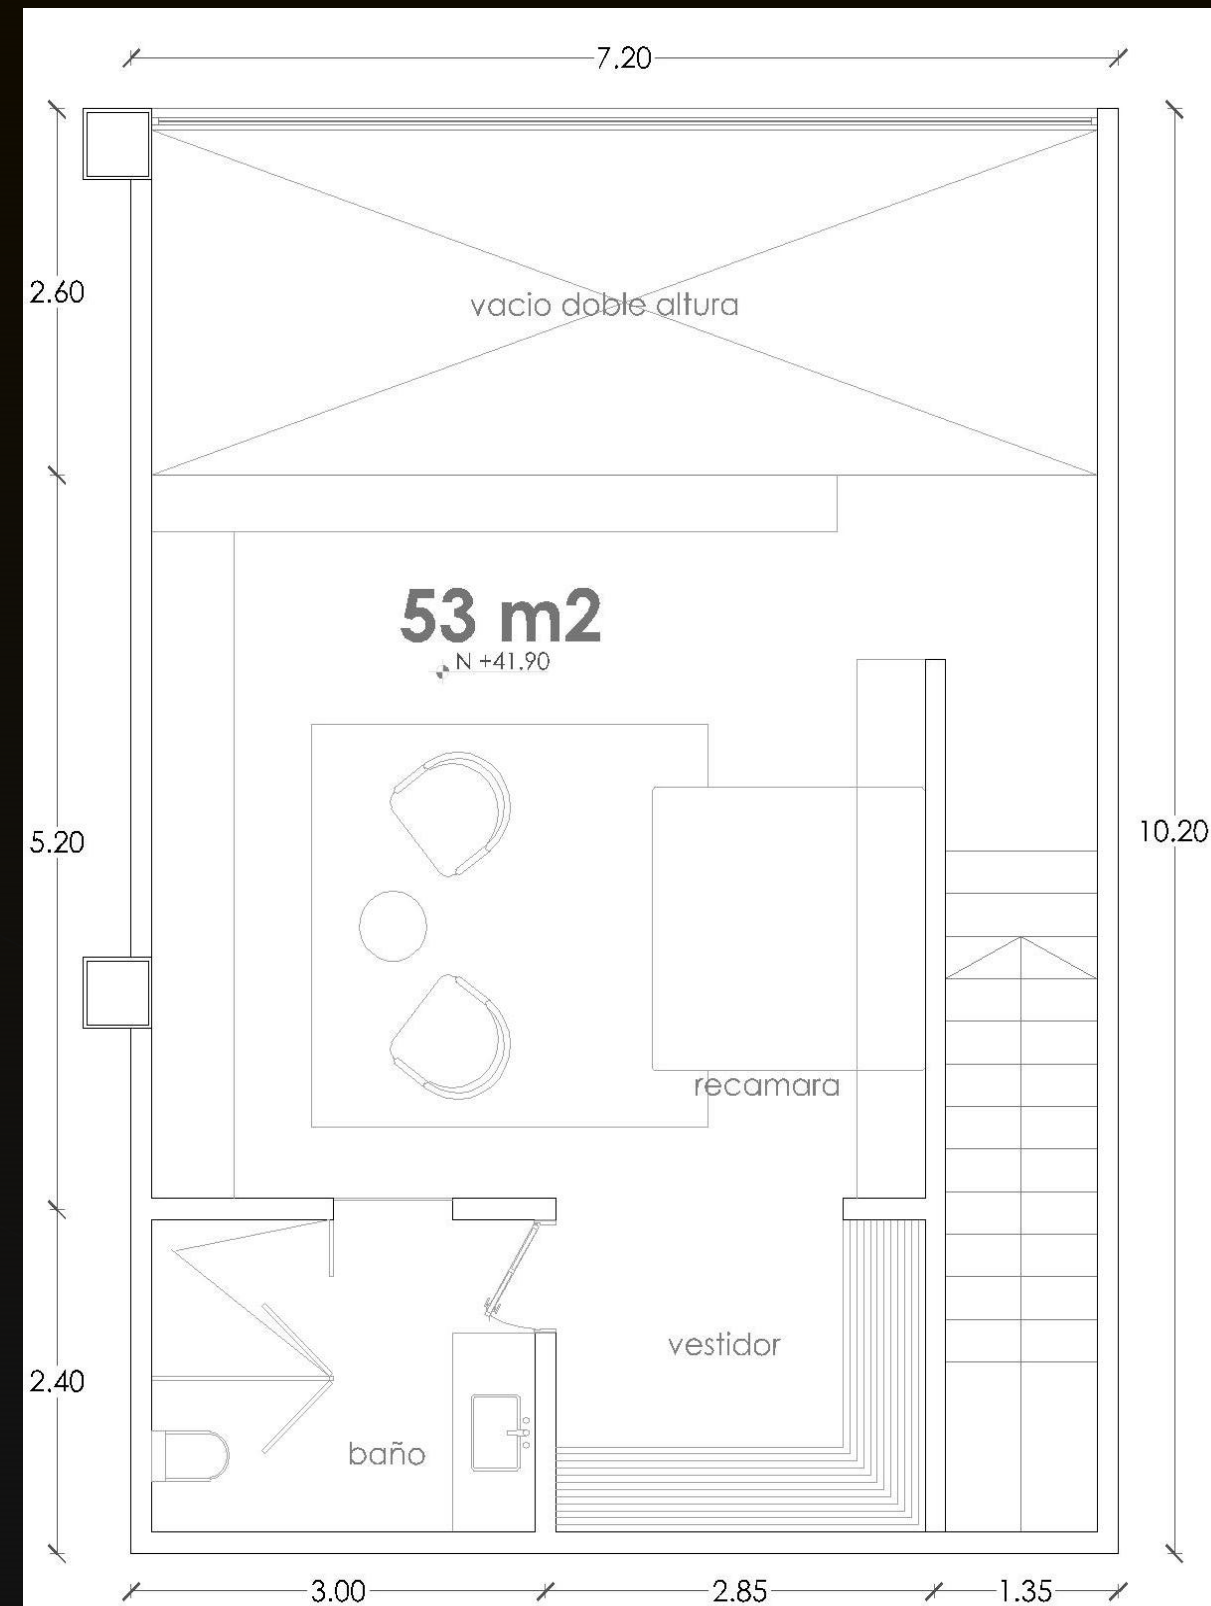 7.20
2.60
vacio doble altura
53 m2
N +41.90
5.20
10.20
recamara
vestidor
2.40
baño
3.00
2.85
1.35